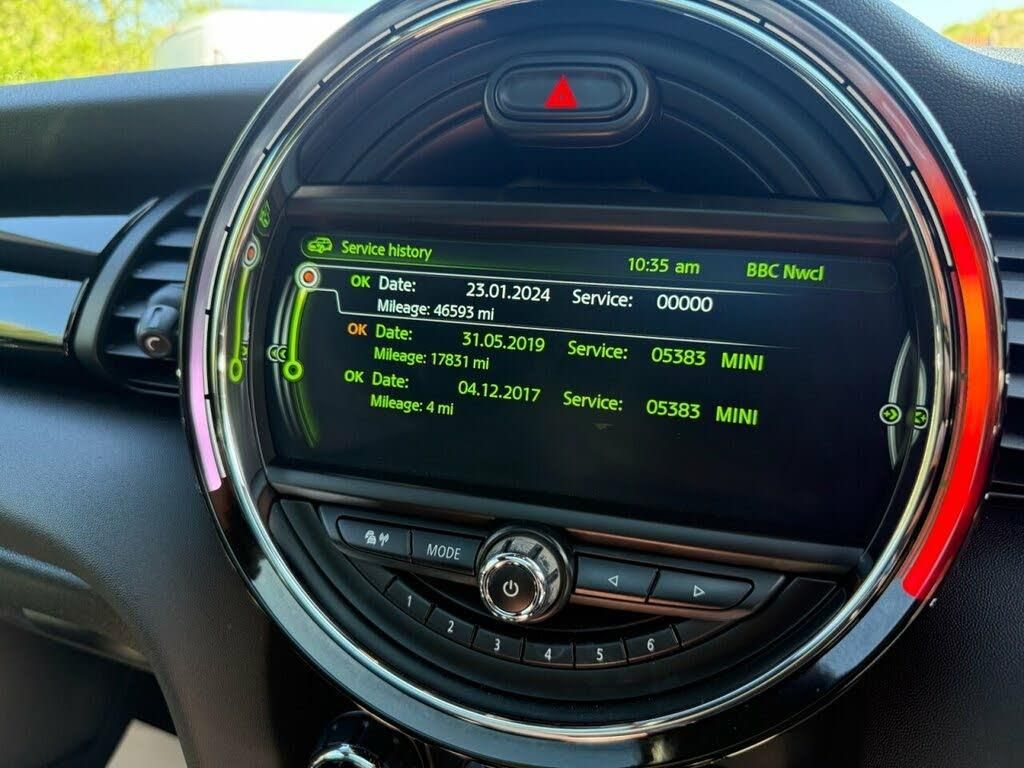 Service history 10:35 am BBC Nwcl
OK Date: 23.01.2024 Service: 00000
Mileage: 46593 mi
OK Date: 31.05.2019 Service: 05383 MINI
Mileage: 17831 mi
OK Date: 04.12.2017 Service: 05383 MINI
Mileage: 4 mi
MODE
1 2 3 4 5 6